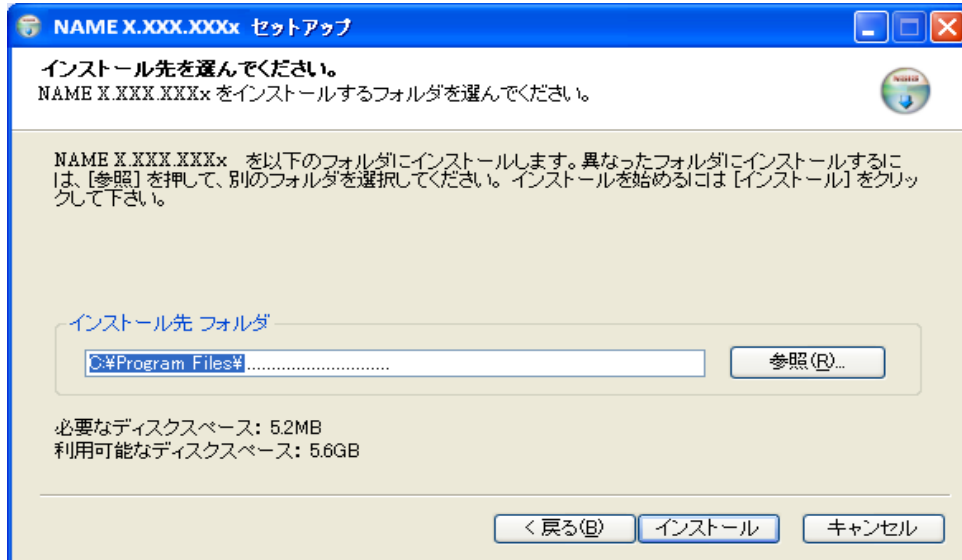 NAME X.XXX.XXXx セットアップ
インストール先を選んでください。
NAME X.XXX.XXXx をインストールするフォルダを選んでください。
NAME X.XXX.XXXx を以下のフォルダにインストールします。異なったフォルダにインストールするに
は、[参照] を押して、別のフォルダを選択してください。インストールを始めるには [インストール] をクリッ
クして下さい。
インストール先 フォルダ
C:¥Program Files¥.............................
参照(R)...
必要なディスクスペース: 5.2MB
利用可能なディスクスペース: 5.6GB
< 戻る(B)
インストール
キャンセル